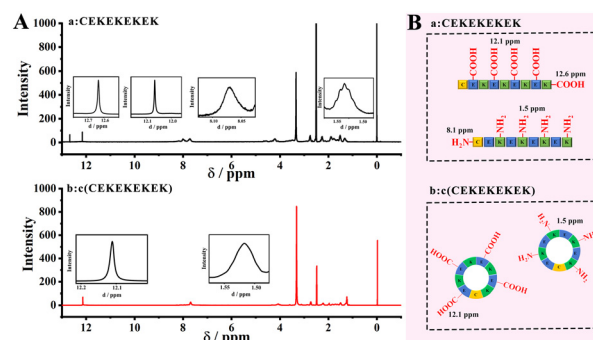 A
a:CEKEKEKEK
1000
800
600
400
200
0
Intensity
Intensity
12.7 12.6
d / ppm
Intensity
12.1 12.0
d / ppm
Intensity
8.10 8.05
d / ppm
Intensity
1.55 1.50
d / ppm
12 10 8 6 4 2 0
δ / ppm
b:c(CEKEKEKEK)
1000
800
600
400
200
0
Intensity
Intensity
12.2 12.1
d / ppm
Intensity
1.55 1.50
d / ppm
12 10 8 6 4 2 0
δ / ppm
B
a:CEKEKEKEK
12.1 ppm
COOH COOH COOH COOH
12.6 ppm
C E K E K E K E K -COOH
1.5 ppm
NH2 NH2 NH2 NH2
8.1 ppm
H2N- C E K E K E K E K
b:c(CEKEKEKEK)
1.5 ppm
H2N
NH2
H2N
NH2
COOH
HOOC
COOH
HOOC
12.1 ppm